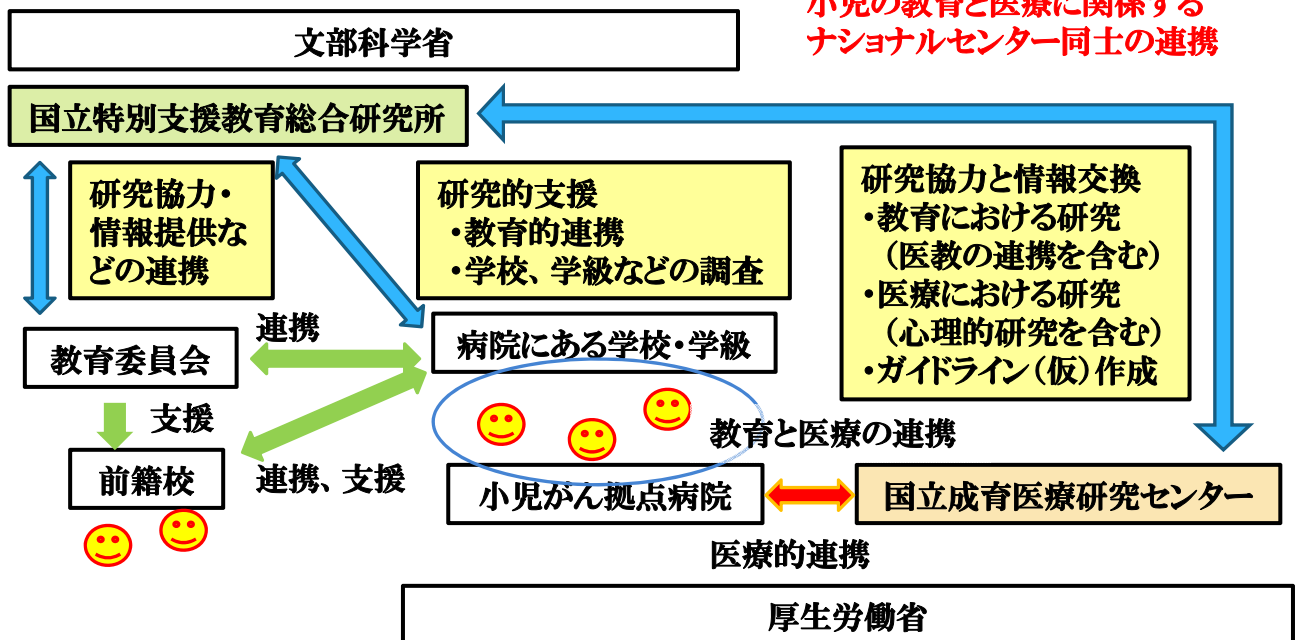 小児の教育と医療に関係する
ナショナルセンター同士の連携
文部科学省
国立特別支援教育総合研究所
研究協力・
情報提供な
どの連携
研究的支援
・教育的連携
・学校、学級などの調査
研究協力と情報交換
・教育における研究
（医教の連携を含む）
・医療における研究
（心理的研究を含む）
・ガイドライン（仮）作成
連携
教育委員会
病院にある学校・学級
支援
教育と医療の連携
前籍校
連携、支援
小児がん拠点病院
国立成育医療研究センター
医療的連携
厚生労働省